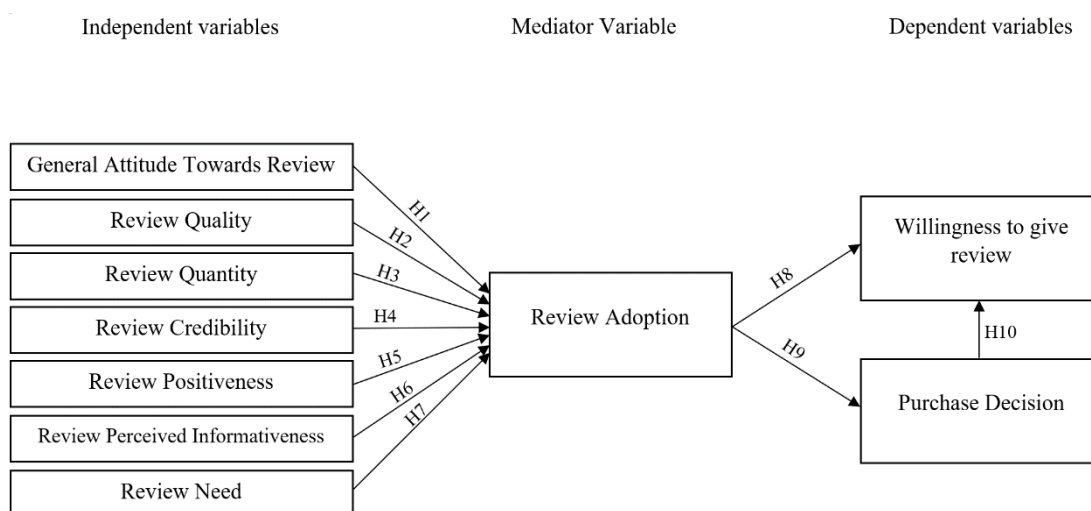 Independent variables
Mediator Variable
Dependent variables
General Attitude Towards Review
Review Quality
Review Quantity
Review Credibility
Review Positiveness
Review Perceived Informativeness
Review Need
H1
H2
H3
H4
H5
H6
H7
Review Adoption
H8
H9
Willingness to give
review
H10
Purchase Decision